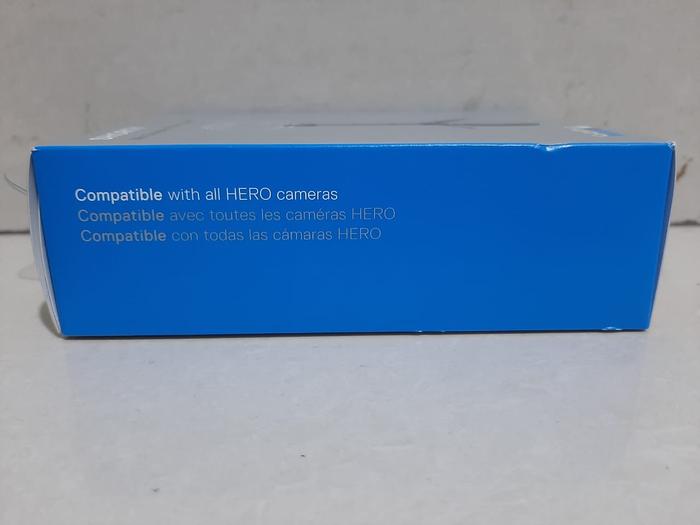 Compatible with all HERO cameras
Compatible avec toutes les caméras HERO
Compatible con todas las cámaras HERO